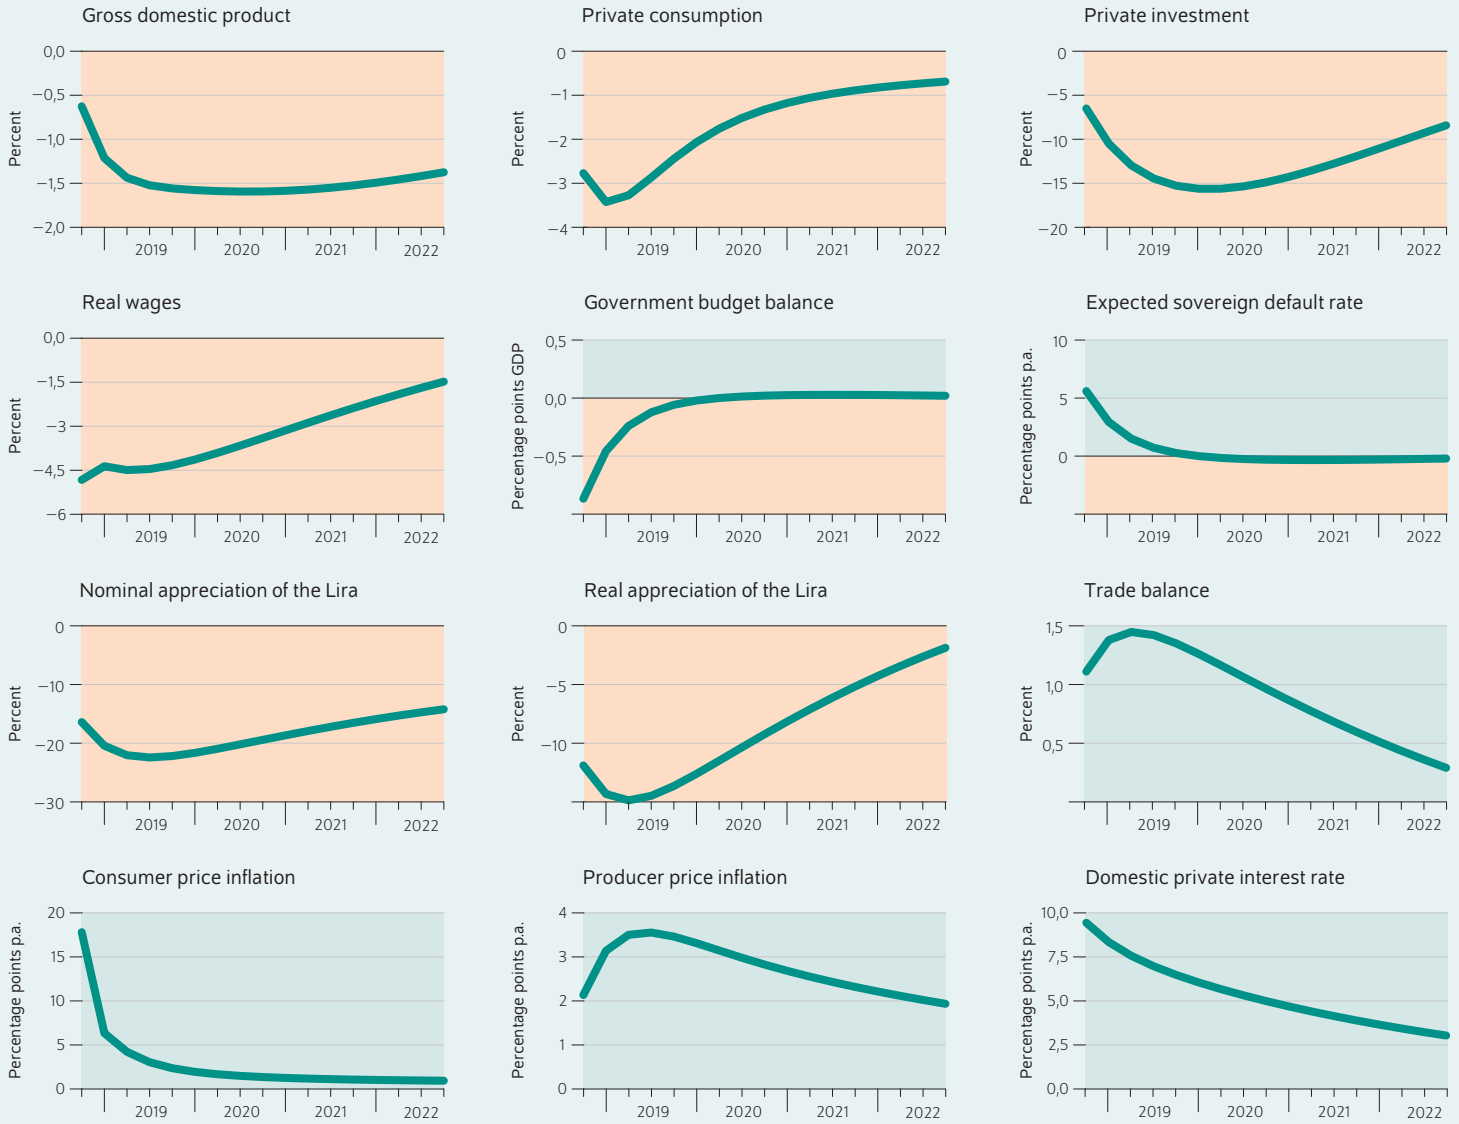 Gross domestic product
Percent
0,0
−0,5
−1,0
−1,5
−2,0
2019 2020 2021 2022
Private consumption
Percent
0
−1
−2
−3
−4
2019 2020 2021 2022
Private investment
Percent
0
−5
−10
−15
−20
2019 2020 2021 2022
Real wages
Percent
0,0
−1,5
−3
−4,5
−6
2019 2020 2021 2022
Government budget balance
Percentage points GDP
0,5
0,0
−0,5
2019 2020 2021 2022
Expected sovereign default rate
Percentage points p.a.
10
5
0
2019 2020 2021 2022
Nominal appreciation of the Lira
Percent
0
−10
−20
−30
2019 2020 2021 2022
Real appreciation of the Lira
Percent
0
−5
−10
2019 2020 2021 2022
Trade balance
Percent
1,5
1,0
0,5
2019 2020 2021 2022
Consumer price inflation
Percentage points p.a.
20
15
10
5
0
2019 2020 2021 2022
Producer price inflation
Percentage points p.a.
4
3
2
1
0
2019 2020 2021 2022
Domestic private interest rate
Percentage points p.a.
10,0
7,5
5,0
2,5
0,0
2019 2020 2021 2022